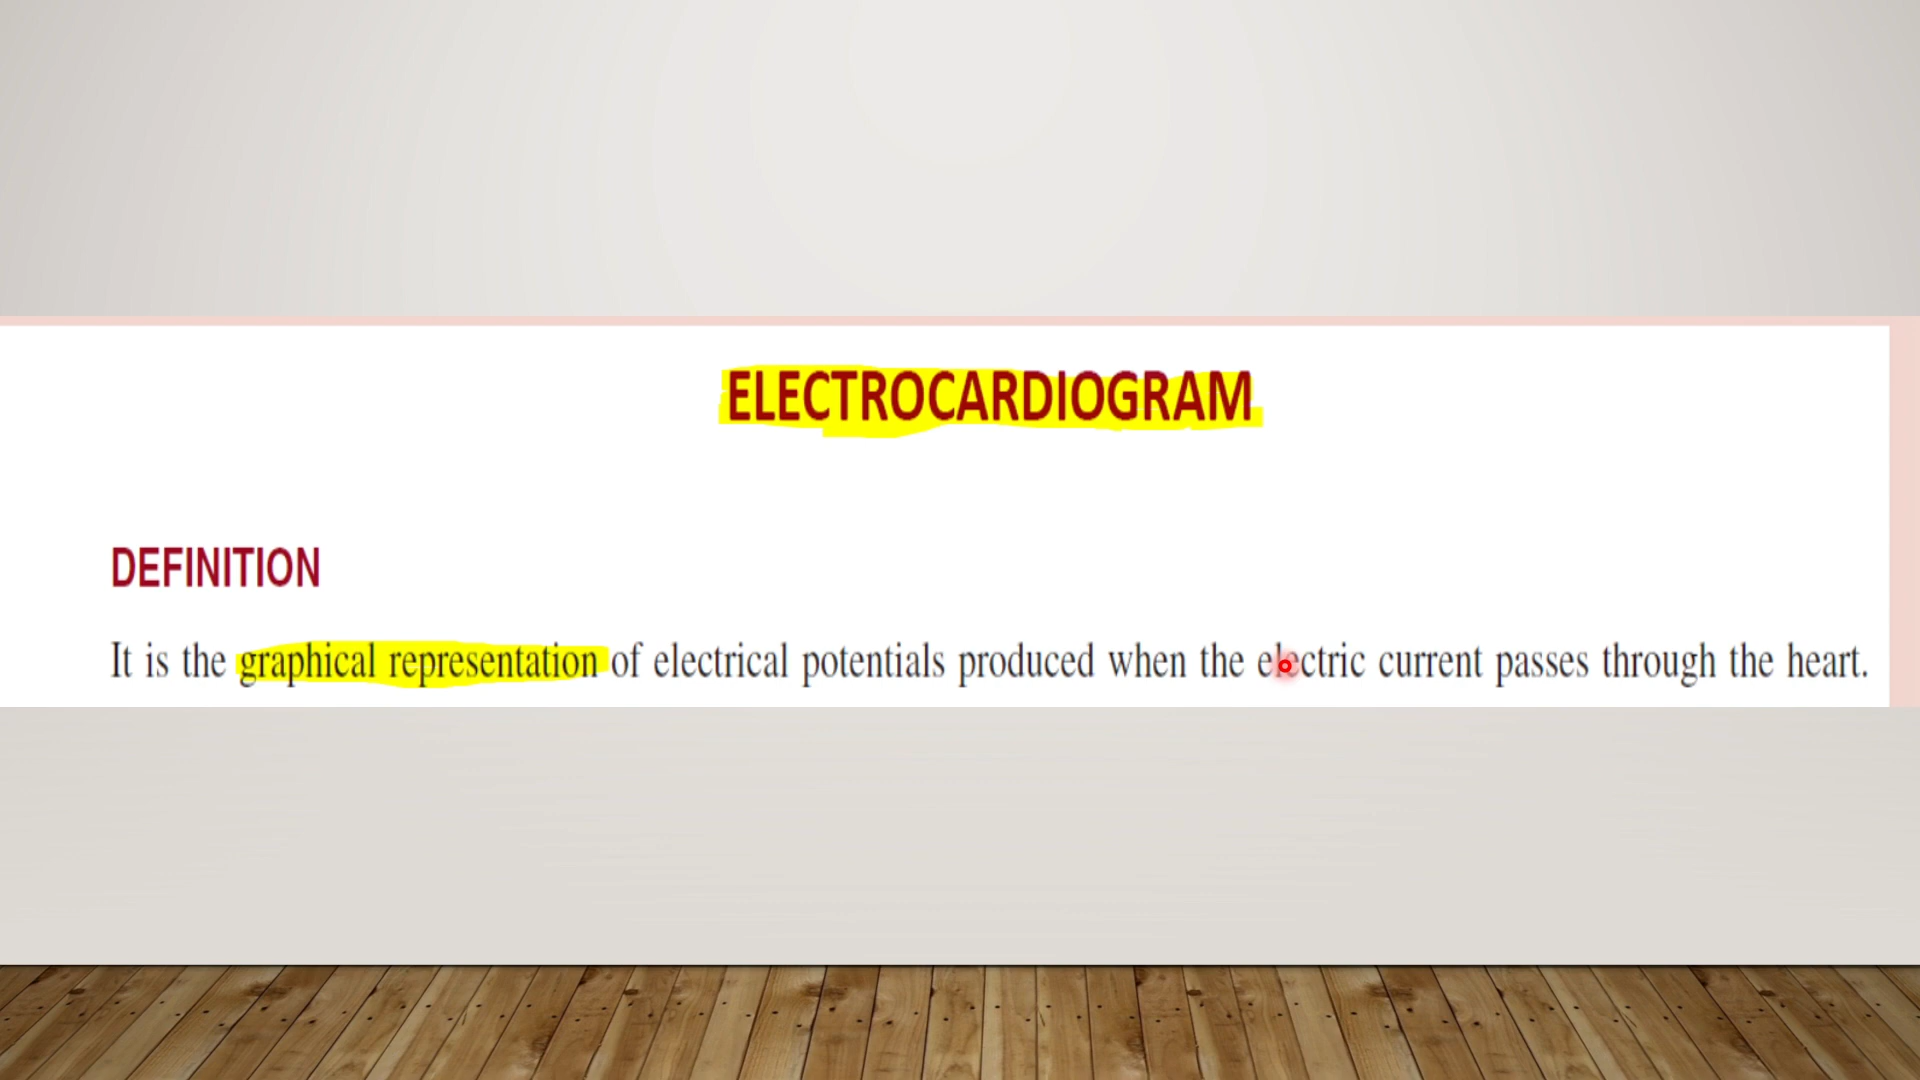 ELECTROCARDIOGRAM
DEFINITION
It is the graphical representation of electrical potentials produced when the electric current passes through the heart.